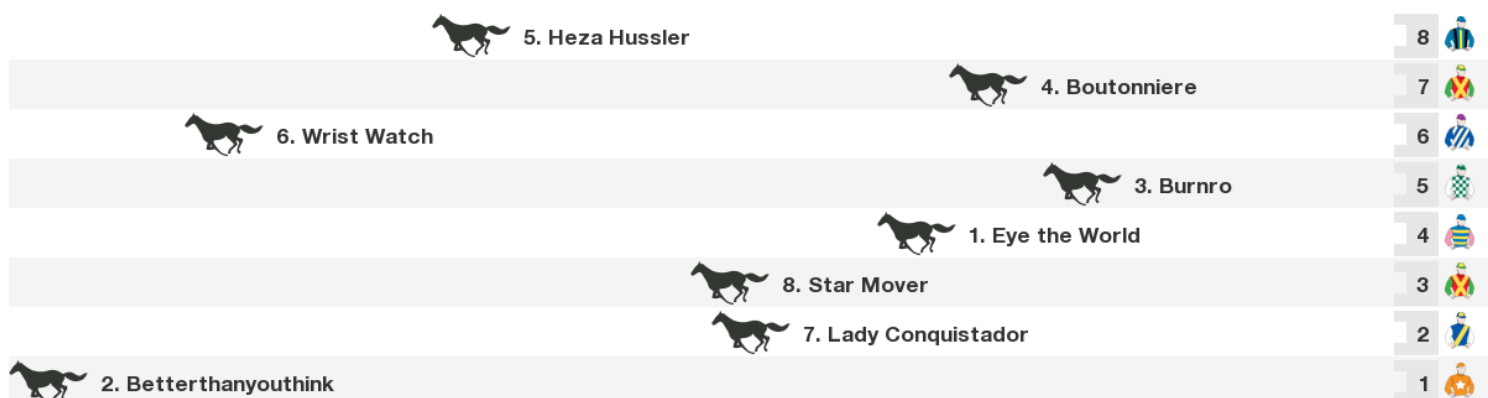 5. Heza Hussler 8
4. Boutonniere 7
6. Wrist Watch 6
3. Burnro 5
1. Eye the World 4
8. Star Mover 3
7. Lady Conquistador 2
2. Betterthanyouthink 1